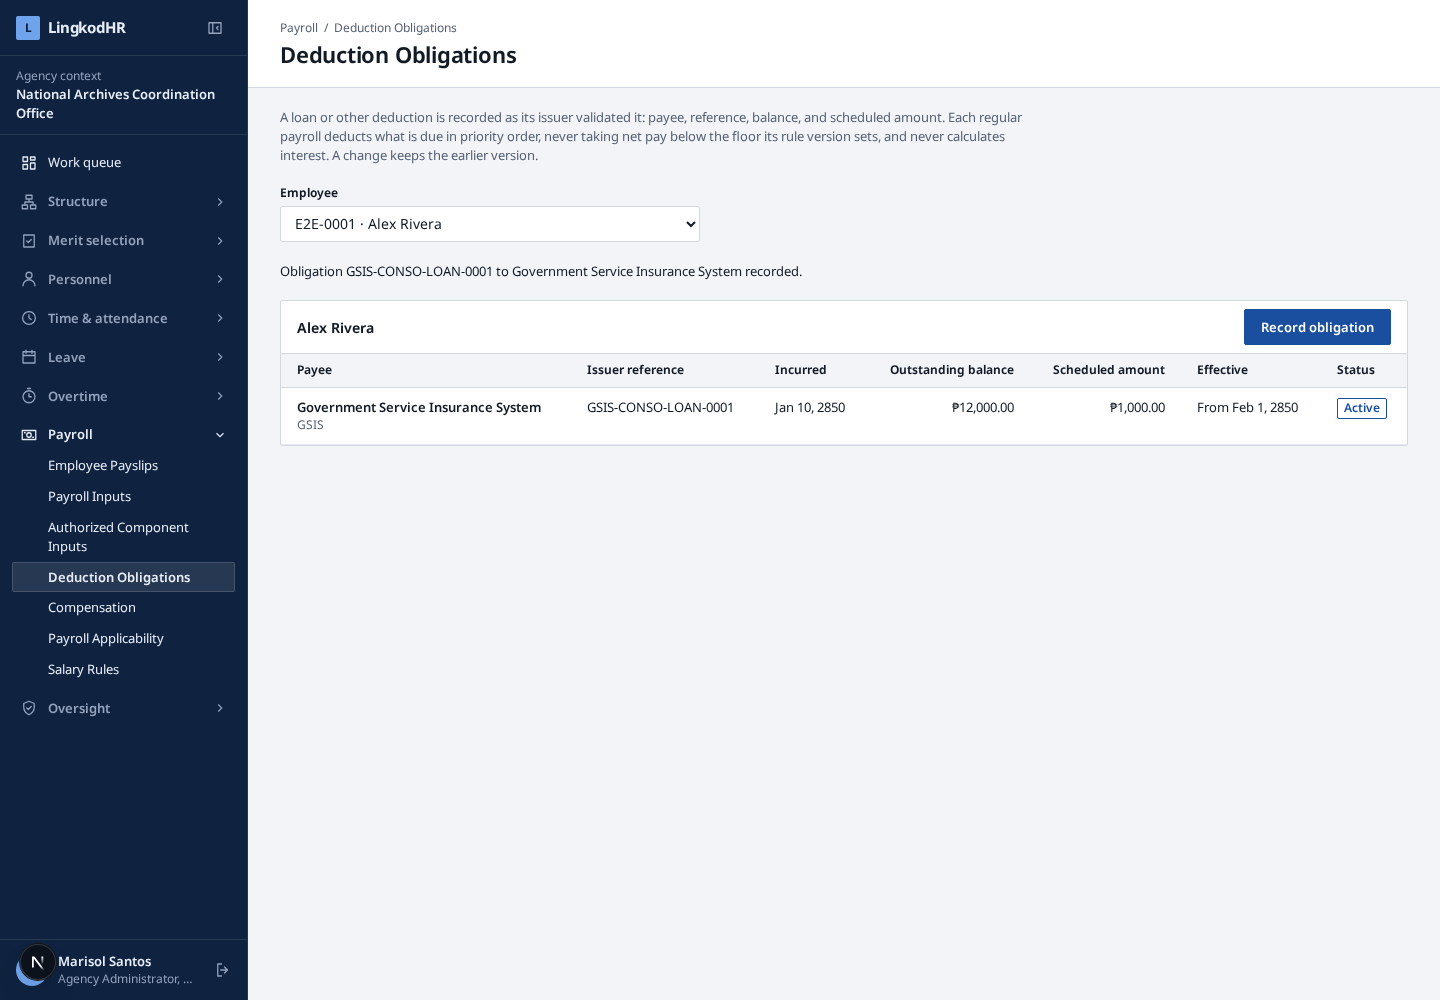 L LingkodHR
Agency context
National Archives Coordination
Office
Work queue
Structure
Merit selection
Personnel
Time & attendance
Leave
Overtime
Payroll
Employee Payslips
Payroll Inputs
Authorized Component
Inputs
Deduction Obligations
Compensation
Payroll Applicability
Salary Rules
Oversight
N
Marisol Santos
Agency Administrator, ...
Payroll / Deduction Obligations
Deduction Obligations
A loan or other deduction is recorded as its issuer validated it: payee, reference, balance, and scheduled amount. Each regular
payroll deducts what is due in priority order, never taking net pay below the floor its rule version sets, and never calculates
interest. A change keeps the earlier version.
Employee
E2E-0001 · Alex Rivera
Obligation GSIS-CONSO-LOAN-0001 to Government Service Insurance System recorded.
Alex Rivera
Record obligation
Payee Issuer reference Incurred Outstanding balance Scheduled amount Effective Status
Government Service Insurance System GSIS-CONSO-LOAN-0001 Jan 10, 2850 ₱12,000.00 ₱1,000.00 From Feb 1, 2850 Active
GSIS